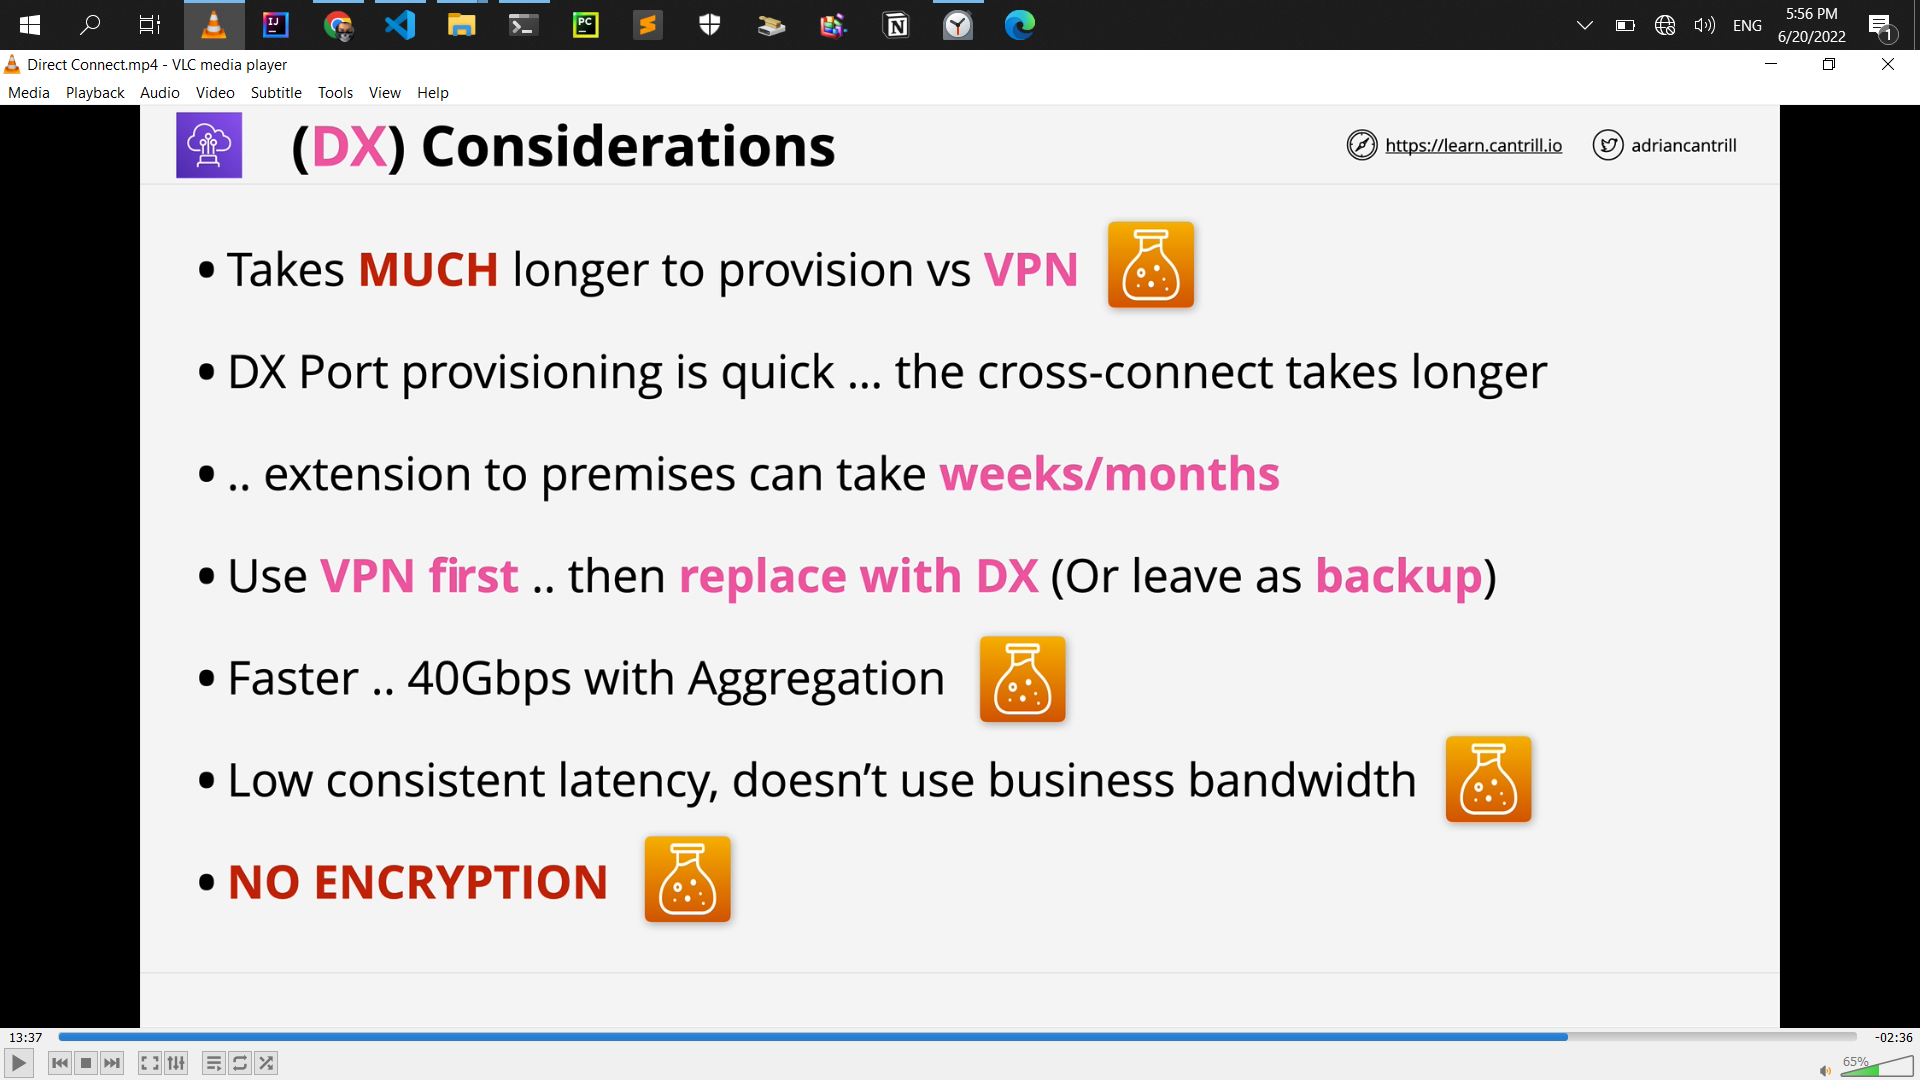 5:56 PM
ENG
6/20/2022
1
Direct Connect.mp4 - VLC media player
Media Playback Audio Video Subtitle Tools View Help
(DX) Considerations
https://learn.cantrill.io
adriancantrill
• Takes MUCH longer to provision vs VPN
• DX Port provisioning is quick ... the cross-connect takes longer
• .. extension to premises can take weeks/months
• Use VPN first .. then replace with DX (Or leave as backup)
• Faster .. 40Gbps with Aggregation
• Low consistent latency, doesn’t use business bandwidth
• NO ENCRYPTION
13:37
-02:36
65%